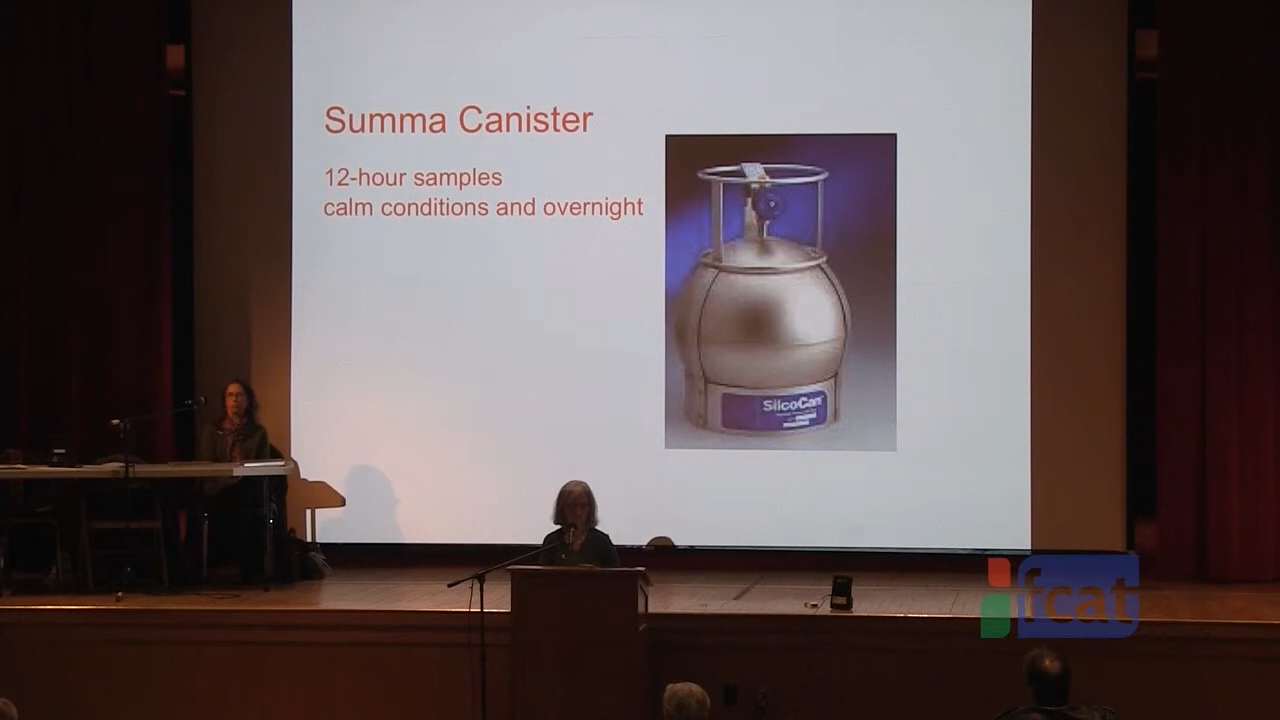 Summa Canister
12-hour samples
calm conditions and overnight
SilcoCan
fcat